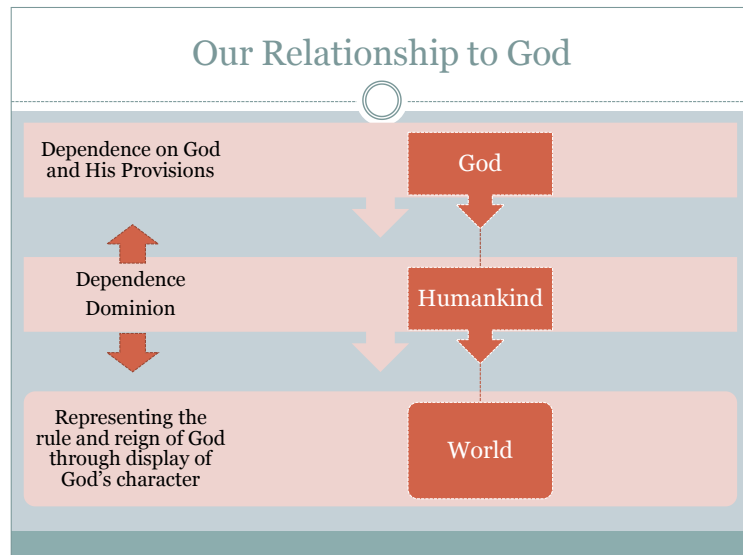 Our Relationship to God
Dependence on God
and His Provisions
God
Dependence
Dominion
Humankind
Representing the
rule and reign of God
through display of
God's character
World